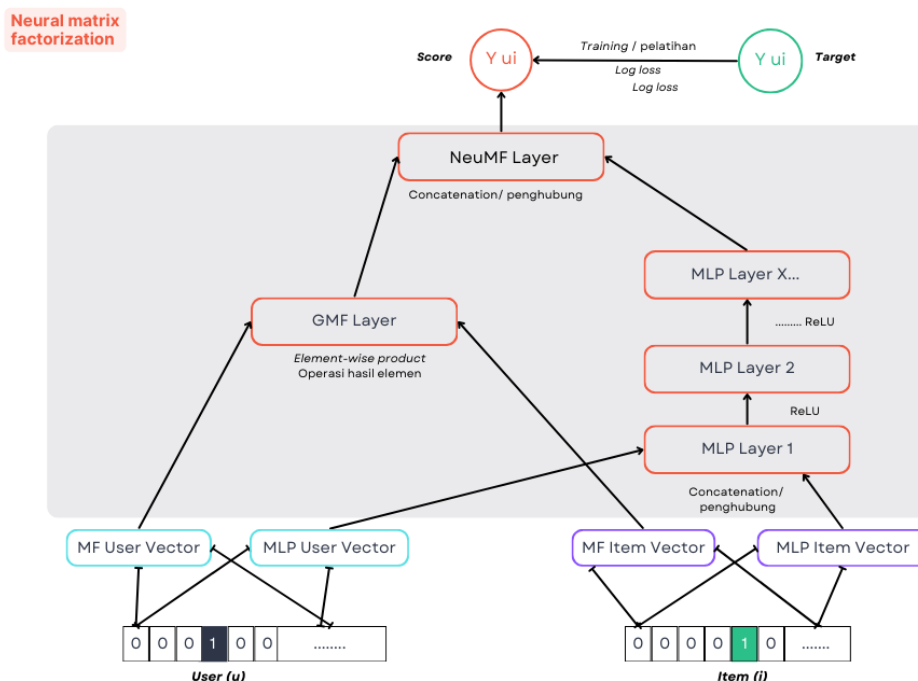 Neural matrix
factorization
Score
Y ui
Training / pelatihan
Log loss
Log loss
Y ui
Target
NeuMF Layer
Concatenation/ penghubung
MLP Layer X...
GMF Layer
......... ReLU
Element-wise product
Operasi hasil elemen
MLP Layer 2
ReLU
MLP Layer 1
Concatenation/
penghubung
MF User Vector
MLP User Vector
MF Item Vector
MLP Item Vector
0 0 0 1 0 0 ........
0 0 0 0 1 0 .......
User (u)
Item (i)